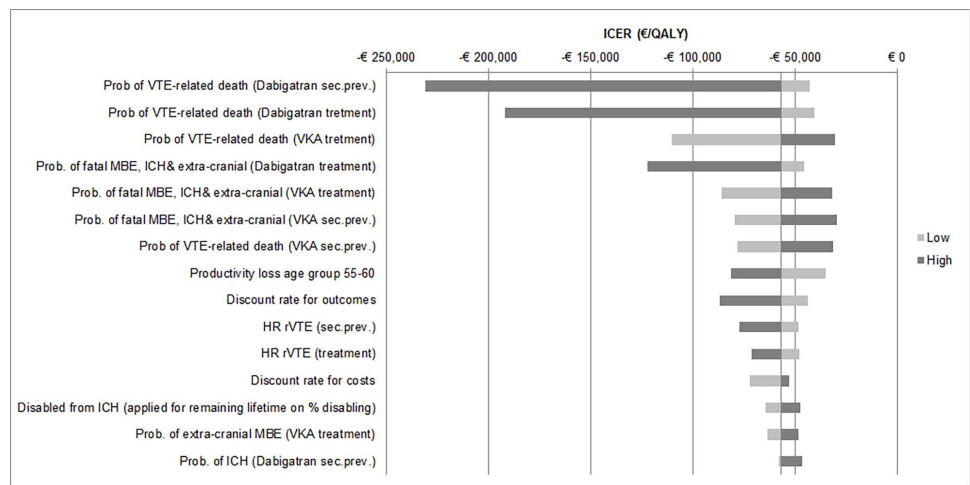 ICER (€/QALY)
-€ 250,000 -€ 200,000 -€ 150,000 -€ 100,000 -€ 50,000 € 0
Prob of VTE-related death (Dabigatran sec.prev.)
Prob of VTE-related death (Dabigatran tretment)
Prob of VTE-related death (VKA tretment)
Prob. of fatal MBE, ICH& extra-cranial (Dabigatran treatment)
Prob. of fatal MBE, ICH& extra-cranial (VKA treatment)
Prob. of fatal MBE, ICH& extra-cranial (VKA sec.prev.)
Prob of VTE-related death (VKA sec.prev.)
Low
High
Productivity loss age group 55-60
Discount rate for outcomes
HR rVTE (sec.prev.)
HR rVTE (treatment)
Discount rate for costs
Disabled from ICH (applied for remaining lifetime on % disabling)
Prob. of extra-cranial MBE (VKA treatment)
Prob. of ICH (Dabigatran sec.prev.)